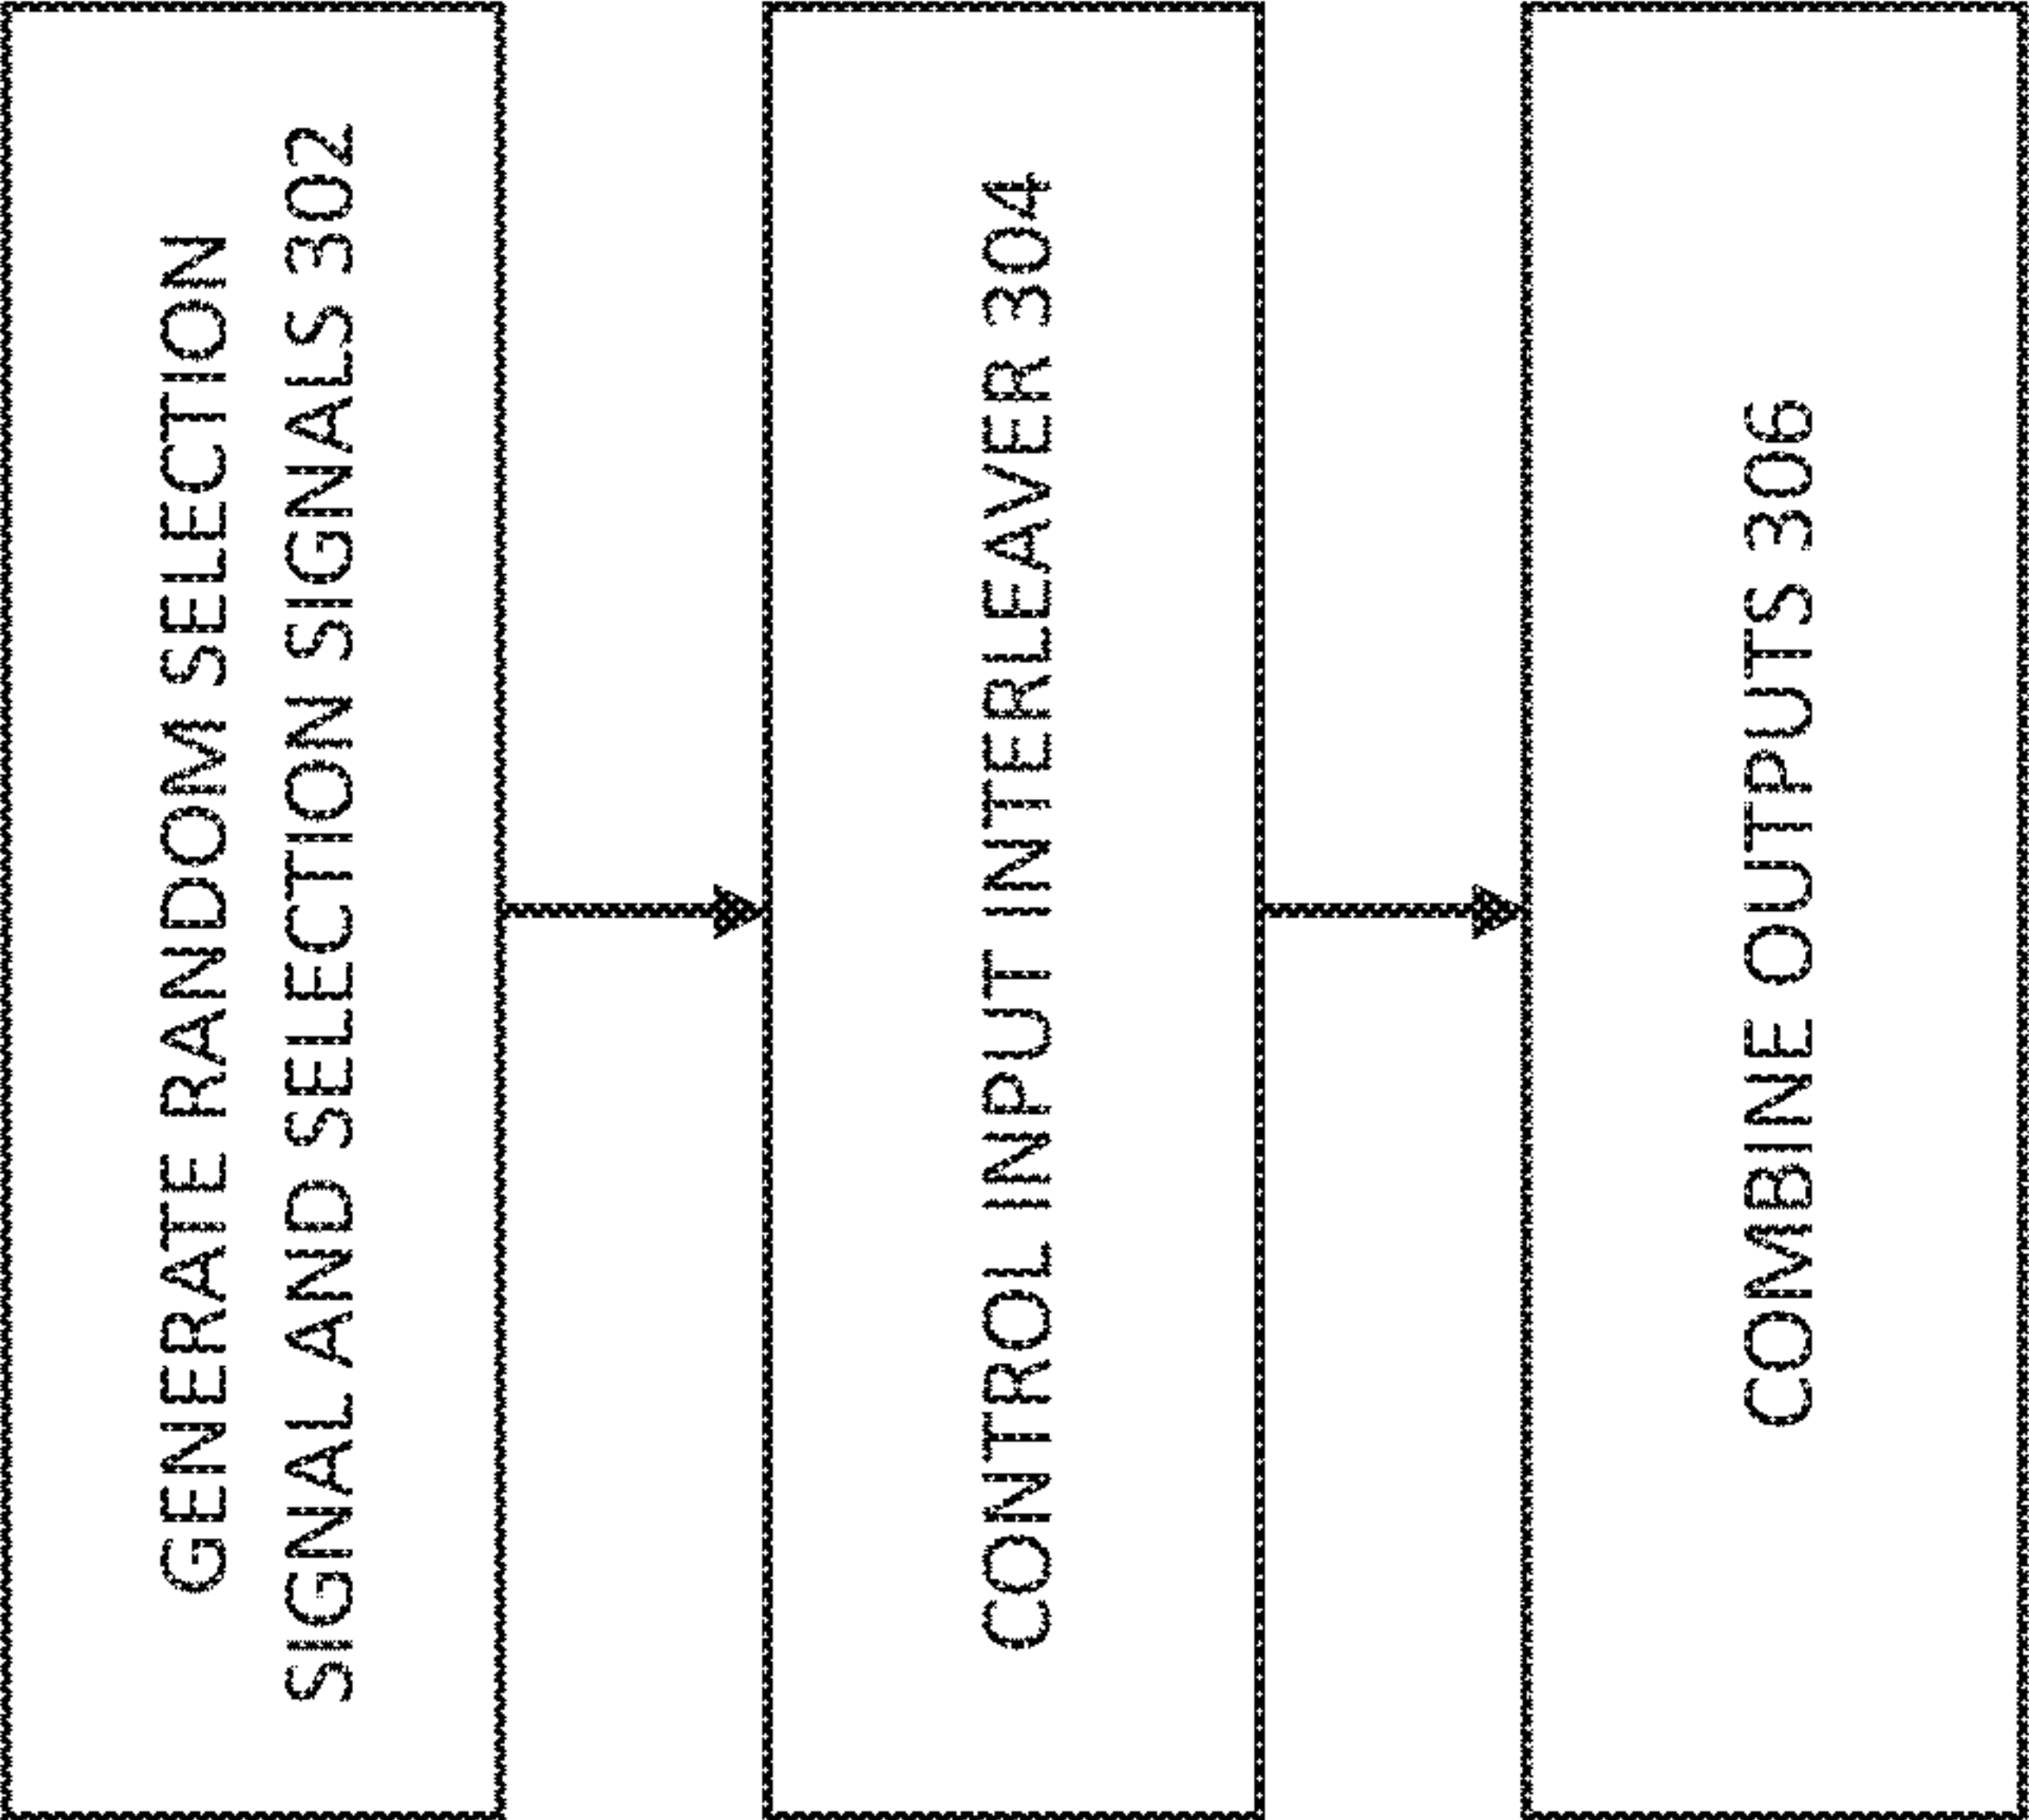 GENERATE RANDOM SELECTION
SIGNAL AND SELECTION SIGNALS 302
CONTROL INPUT INTERLEAVER 304
COMBINE OUTPUTS 306